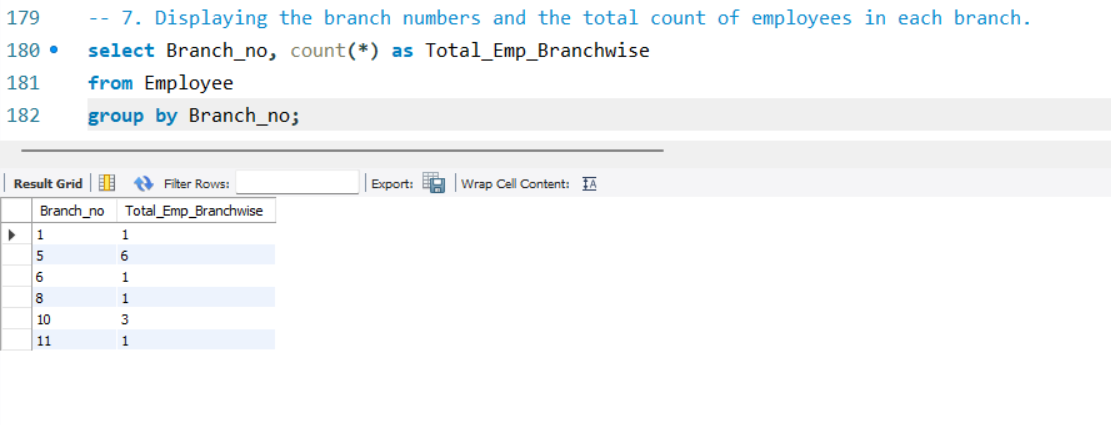 179 -- 7. Displaying the branch numbers and the total count of employees in each branch.
180 select Branch_no, count(*) as Total_Emp_Branchwise
181 from Employee
182 group by Branch_no;
Result Grid Filter Rows: Export: Wrap Cell Content: IA
Branch_no Total_Emp_Branchwise
1 1
5 6
6 1
8 1
10 3
11 1